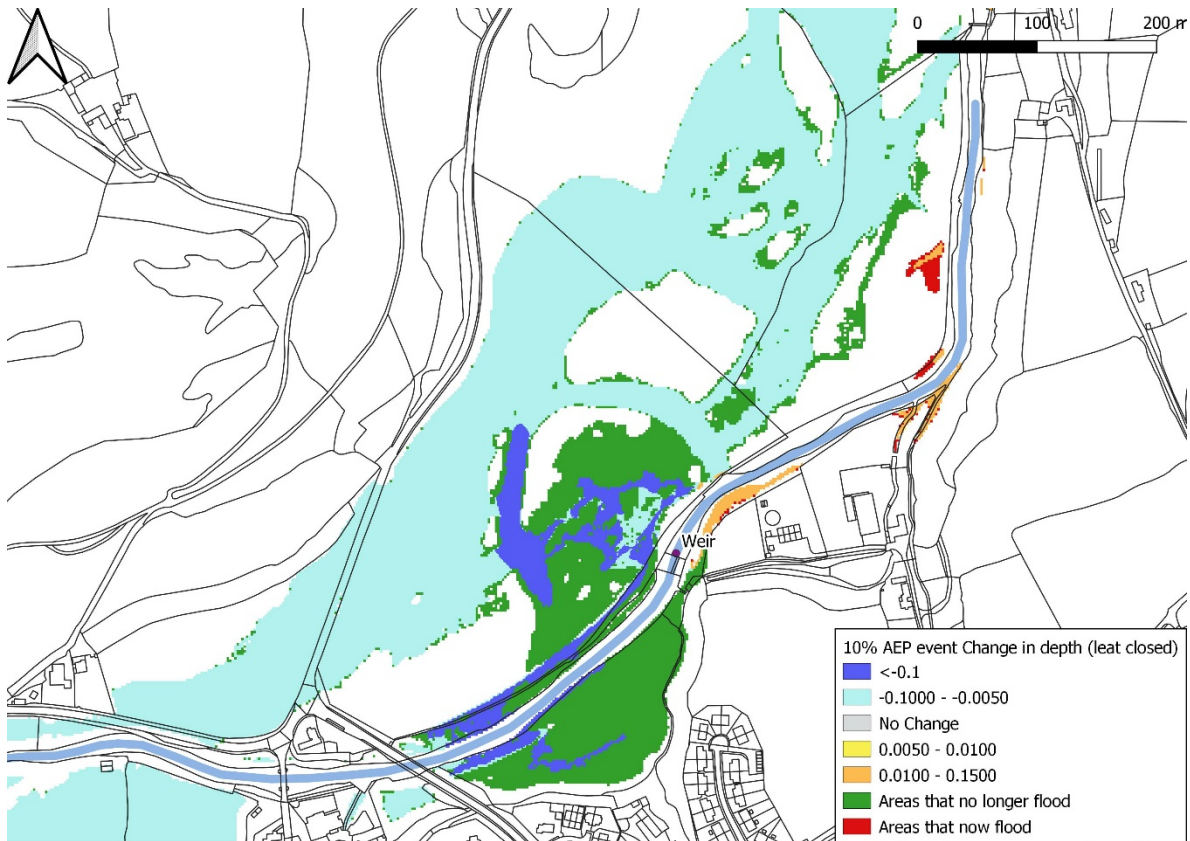 0 100 200 m
Weir
10% AEP event Change in depth (leat closed)
<-0.1
-0.1000 - -0.0050
No Change
0.0050 - 0.0100
0.0100 - 0.1500
Areas that no longer flood
Areas that now flood